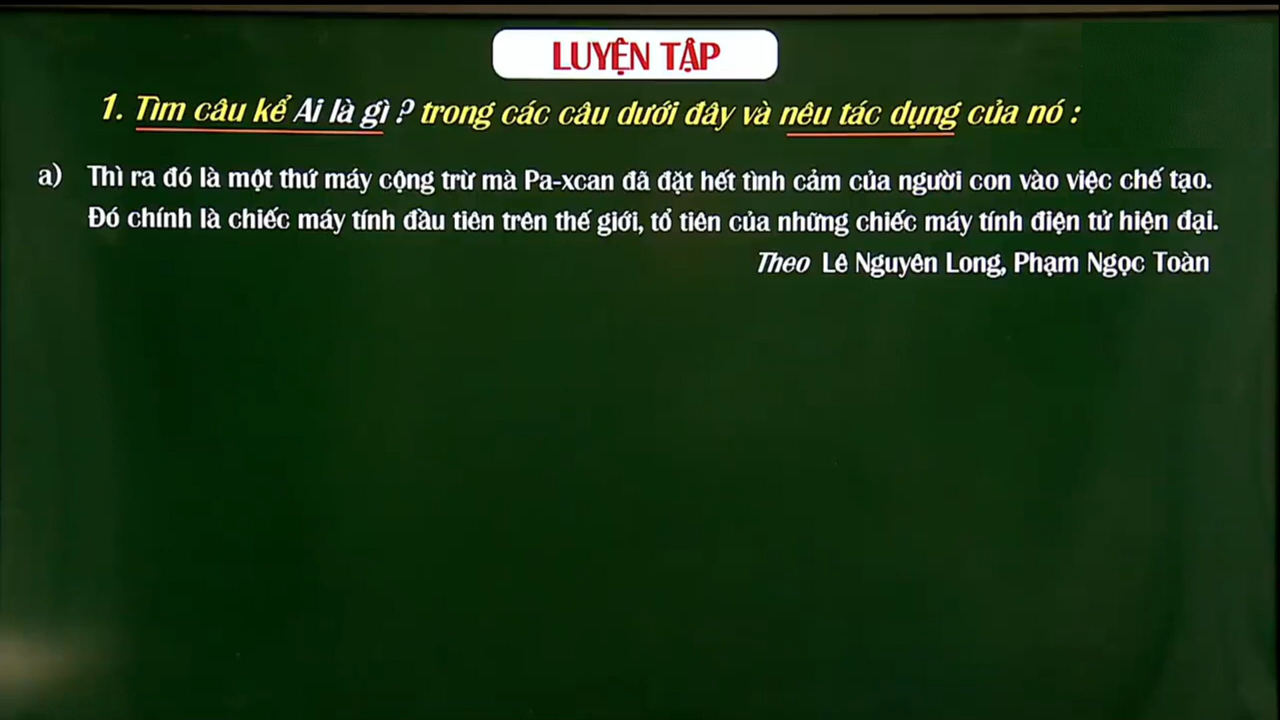 LUYỆN TẬP
1. Tìm câu kể Ai là gì ? trong các câu dưới đây và nêu tác dụng của nó :
a) Thì ra đó là một thứ máy cộng trừ mà Pa-xcan đã đặt hết tình cảm của người con vào việc chế tạo.
Đó chính là chiếc máy tính đầu tiên trên thế giới, tổ tiên của những chiếc máy tính điện tử hiện đại.
Theo Lê Nguyên Long, Phạm Ngọc Toàn